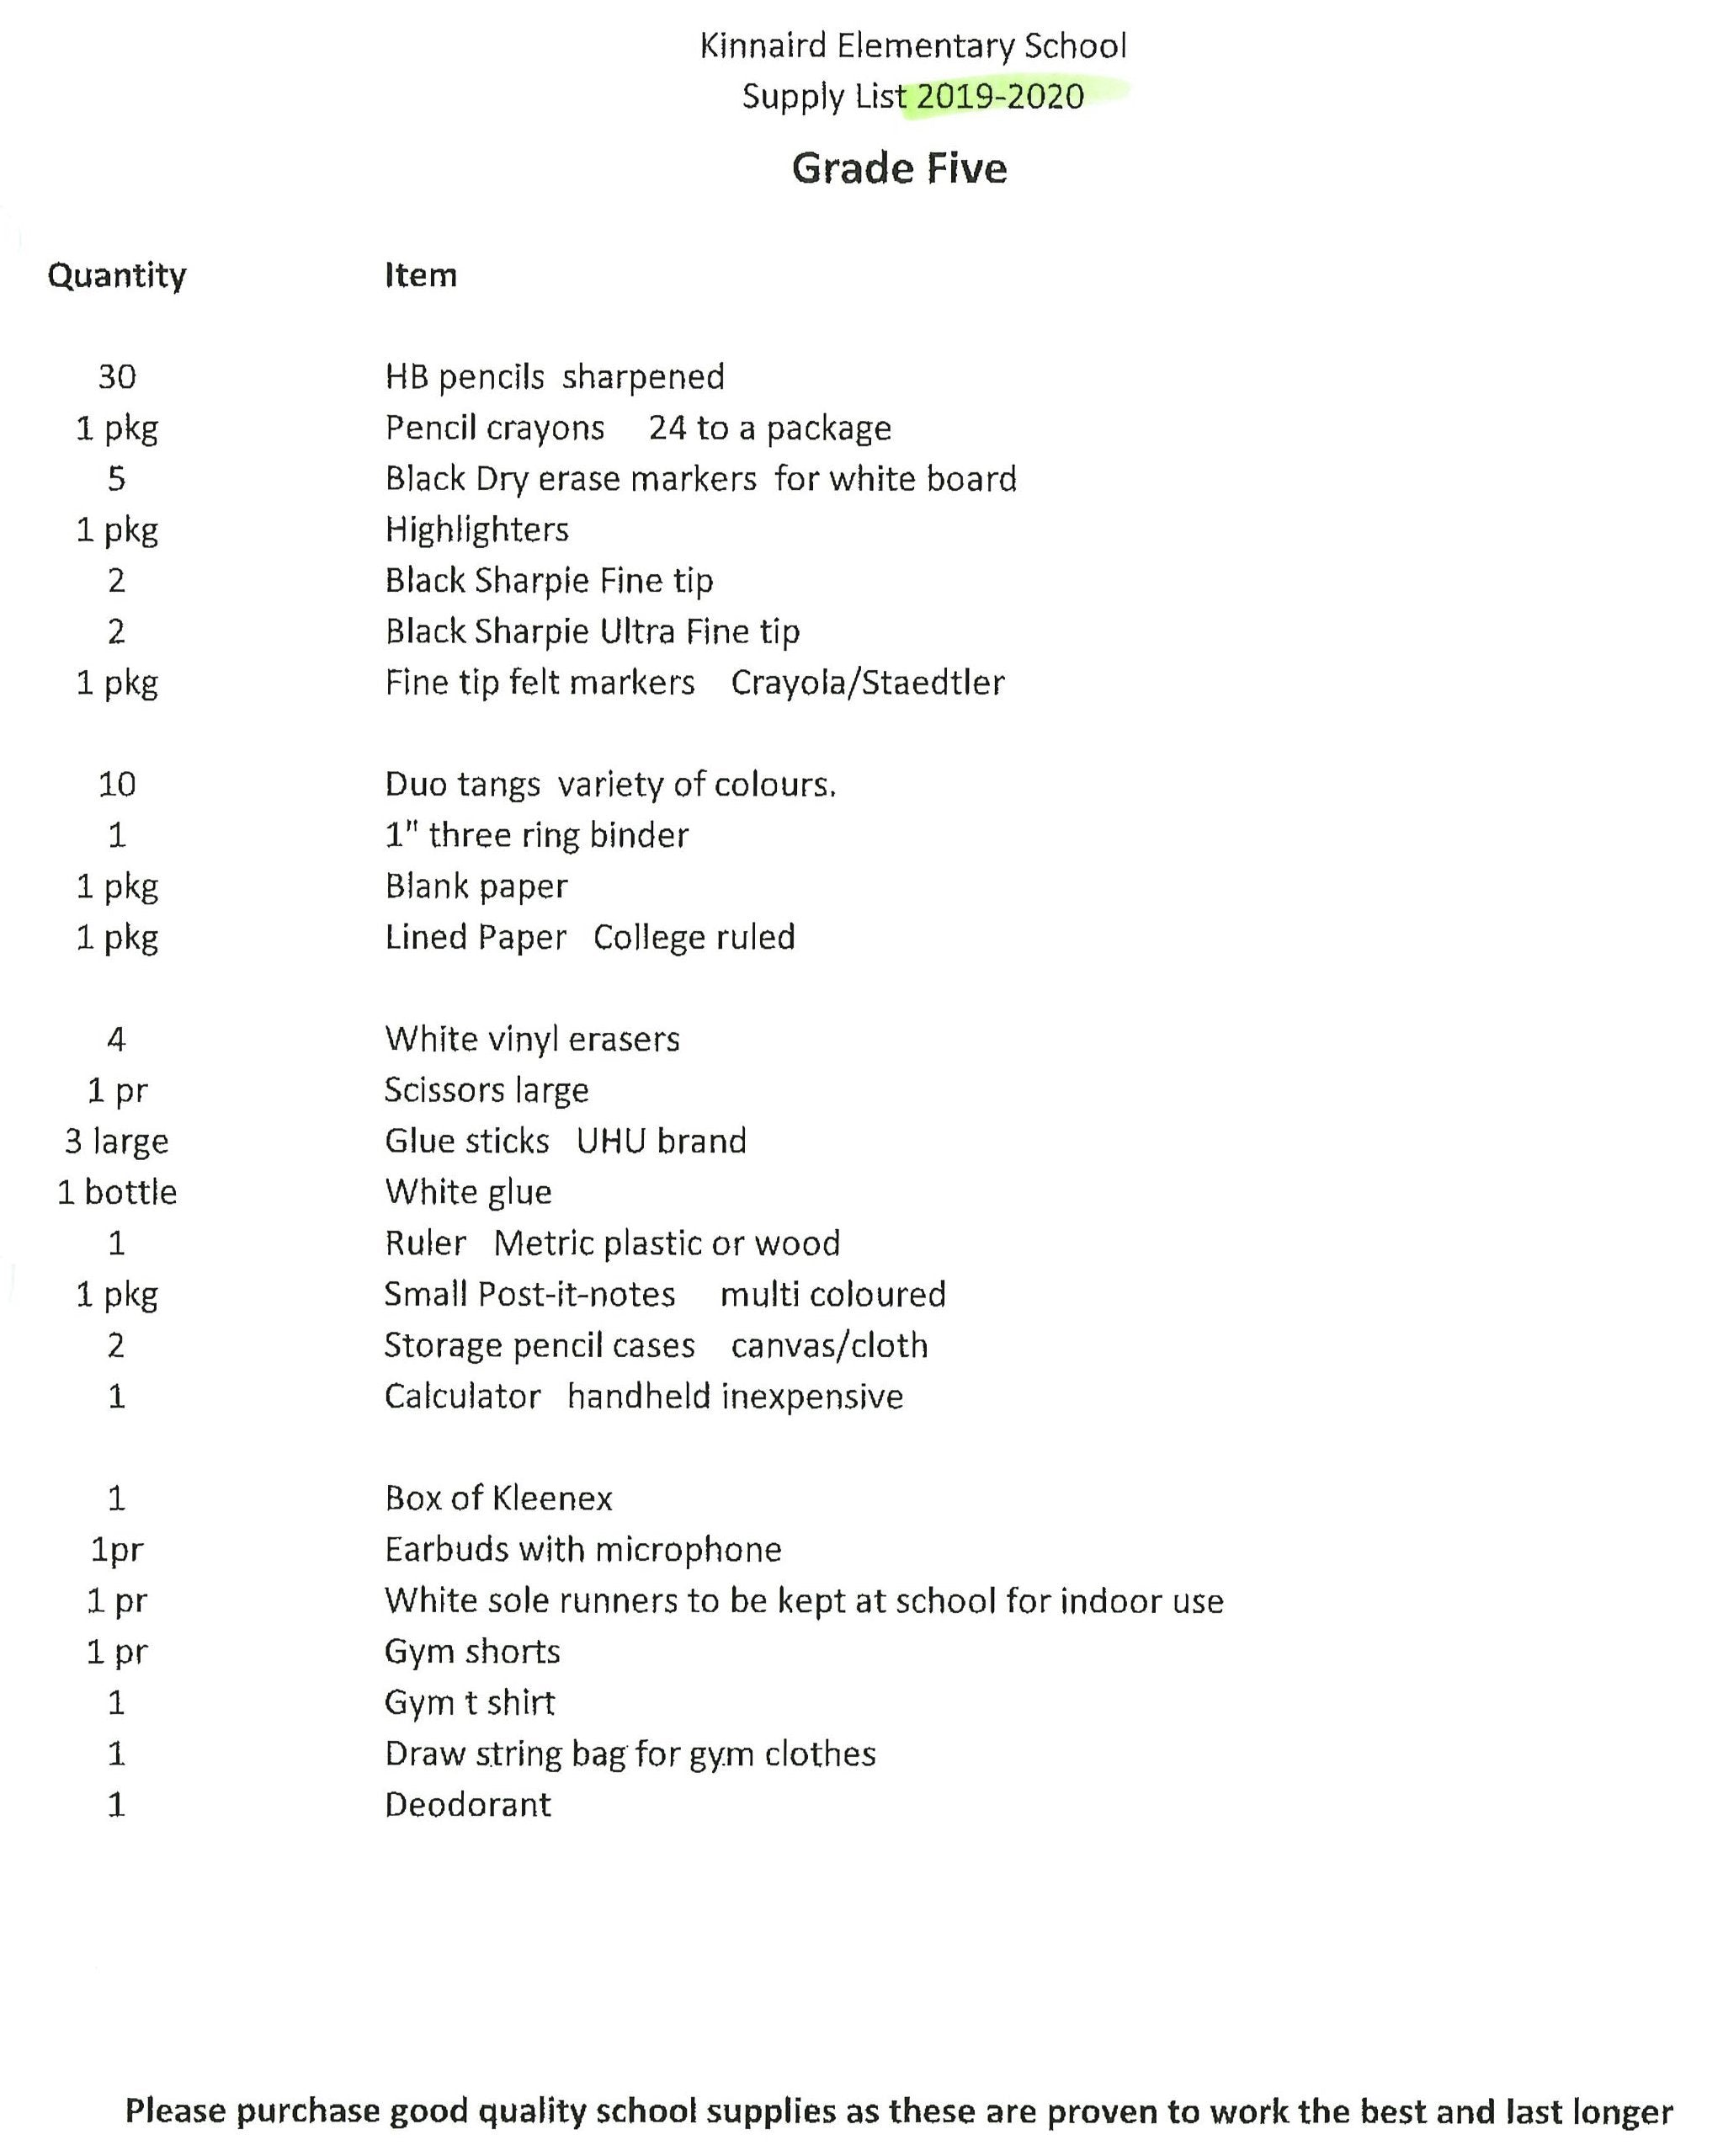 Kinnaird Elementary School
Supply List 2019-2020
Grade Five
Quantity Item
30 HB pencils sharpened
1 pkg Pencil crayons 24 to a package
5 Black Dry erase markers for white board
1 pkg Highlighters
2 Black Sharpie Fine tip
2 Black Sharpie Ultra Fine tip
1 pkg Fine tip felt markers Crayola/Staedtler
10 Duo tangs variety of colours.
1 1" three ring binder
1 pkg Blank paper
1 pkg Lined Paper College ruled
4 White vinyl erasers
1 pr Scissors large
3 large Glue sticks UHU brand
1 bottle White glue
1 Ruler Metric plastic or wood
1 pkg Small Post-it-notes multi coloured
2 Storage pencil cases canvas/cloth
1 Calculator handheld inexpensive
1 Box of Kleenex
1pr Earbuds with microphone
1 pr White sole runners to be kept at school for indoor use
1 pr Gym shorts
1 Gym t shirt
1 Draw string bag for gym clothes
1 Deodorant
Please purchase good quality school supplies as these are proven to work the best and last longer